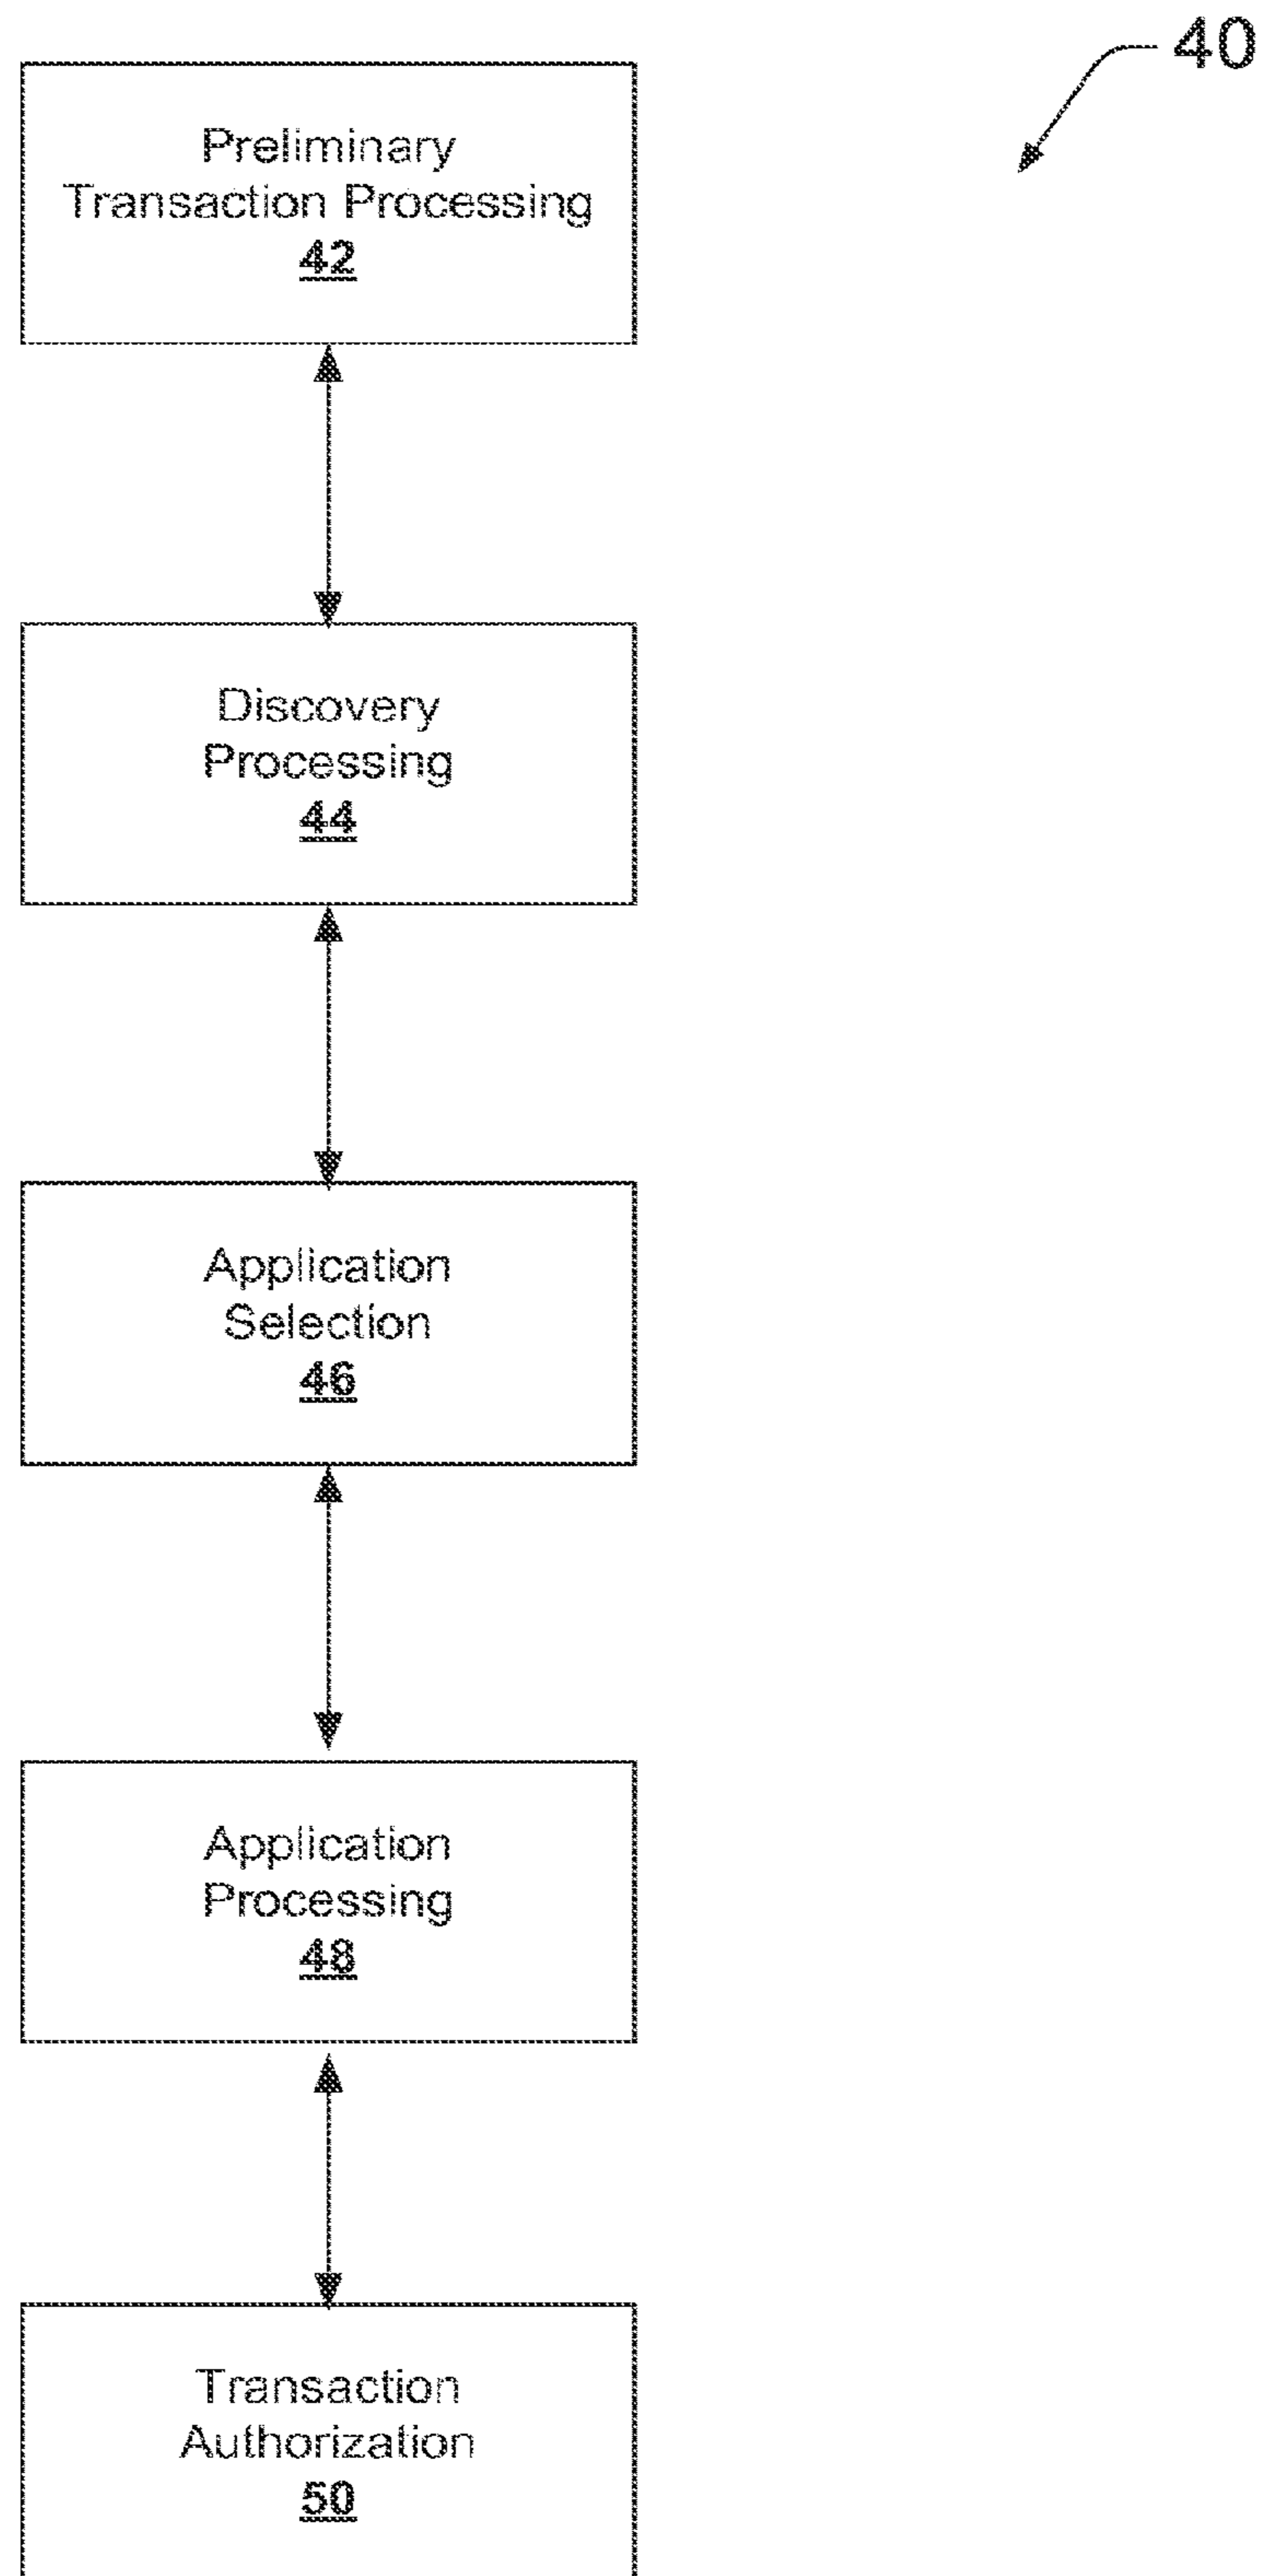 40
Preliminary
Transaction Processing
42
Discovery
Processing
44
Application
Selection
46
Application
Processing
48
Transaction
Authorization
50